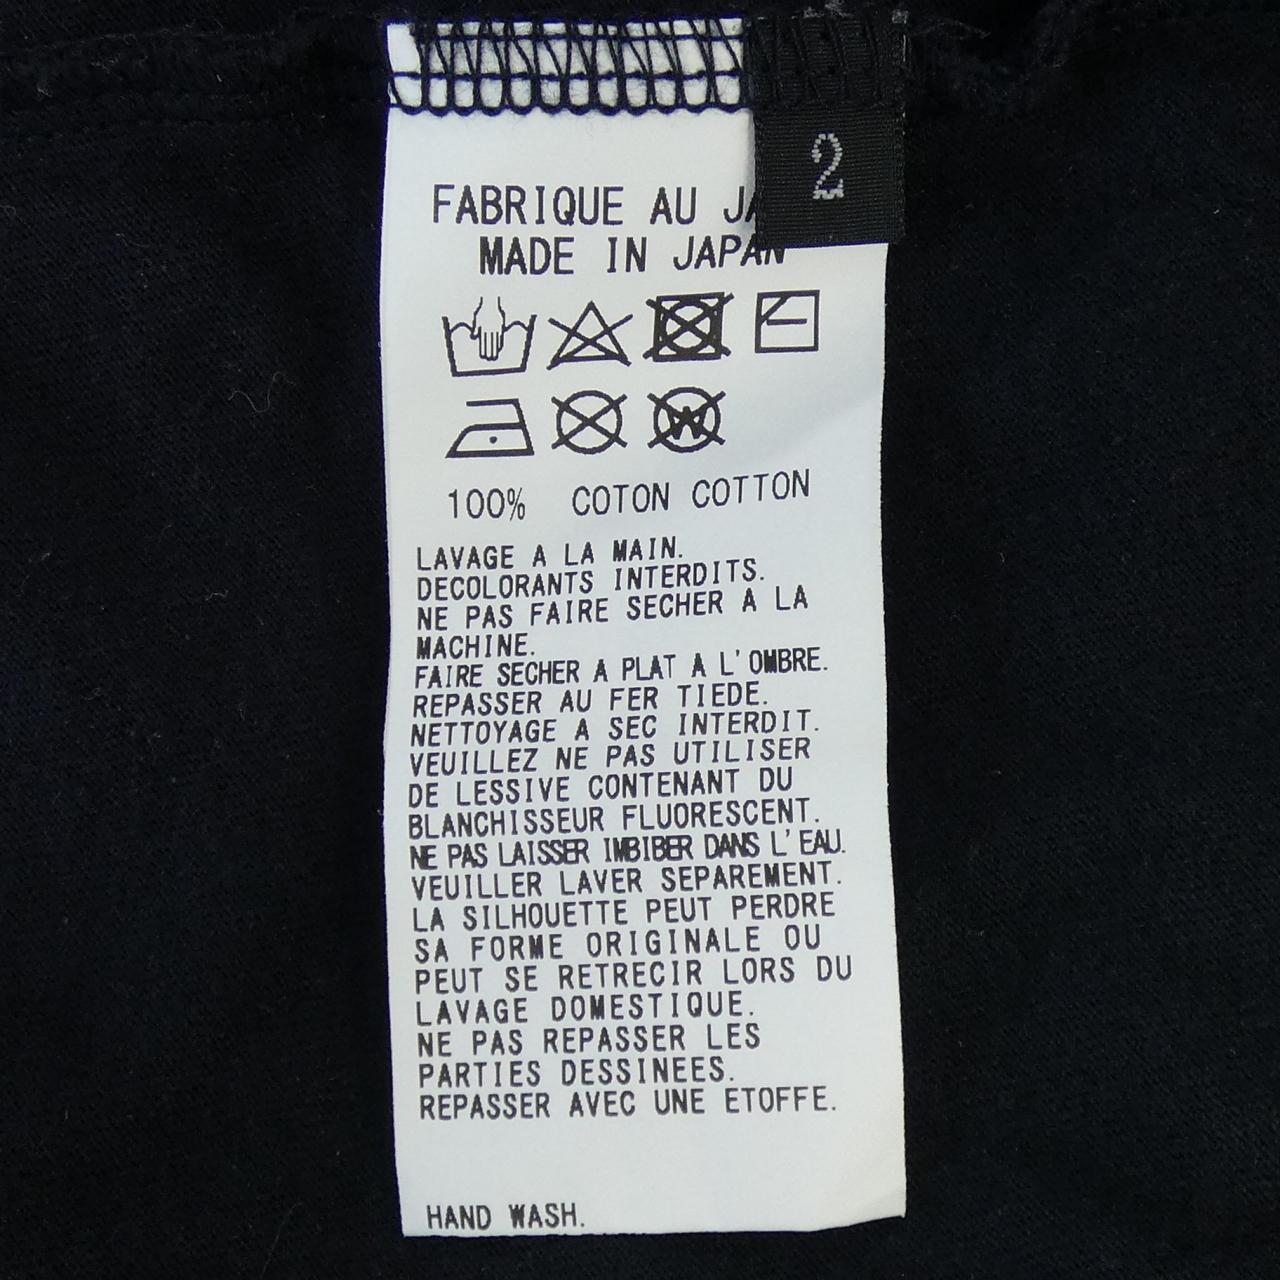 2
FABRIQUE AU
MADE IN JAPAN
100% COTON COTTON
LAVAGE A LA MAIN.
DECOLORANTS INTERDITS.
NE PAS FAIRE SECHER A LA
MACHINE.
FAIRE SECHER A PLAT A L'OMBRE.
REPASSER AU FER TIEDE.
NETTOYAGE A SEC INTERDIT.
VEUILLEZ NE PAS UTILISER
DE LESSIVE CONTENANT DU
BLANCHISSEUR FLUORESCENT.
NE PAS LAISSER IMBIBER DANS L'EAU.
VEUILLER LAVER SEPAREMENT.
LA SILHOUETTE PEUT PERDRE
SA FORME ORIGINALE OU
PEUT SE RETRECIR LORS DU
LAVAGE DOMESTIQUE.
NE PAS REPASSER LES
PARTIES DESSINEES.
REPASSER AVEC UNE ETOFFE.
HAND WASH.